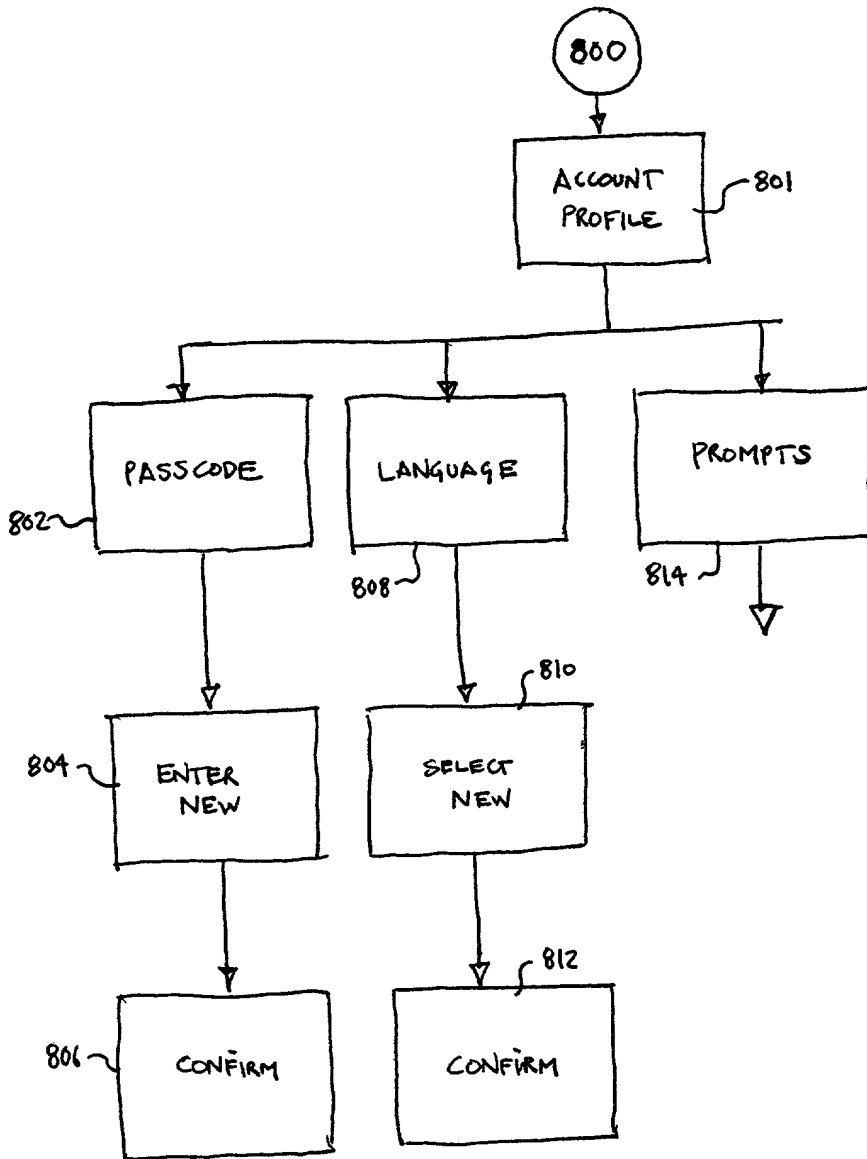 800
ACCOUNT
PROFILE
801
PASSCODE
802
LANGUAGE
808
PROMPTS
814
804
ENTER
NEW
810
SELECT
NEW
806
CONFIRM
812
CONFIRM